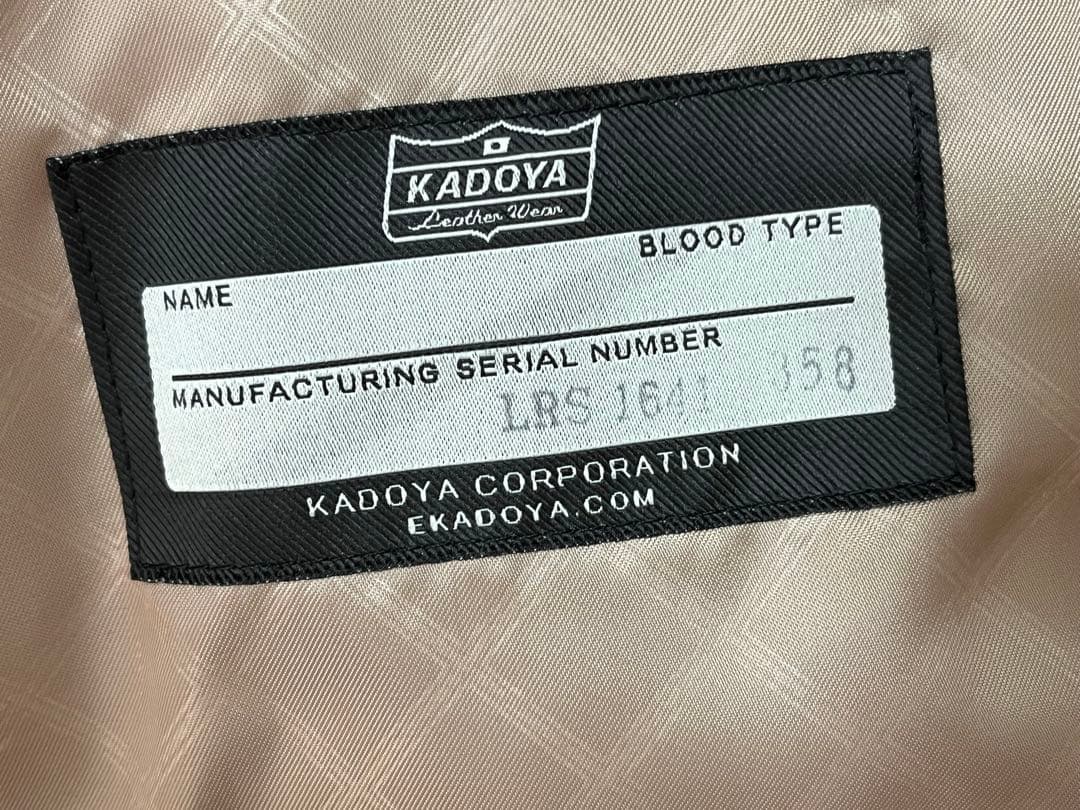 KADOYA
Leather Wear
BLOOD TYPE
NAME
MANUFACTURING SERIAL NUMBER
LRS
KADOYA CORPORATION
EKADOYA.COM